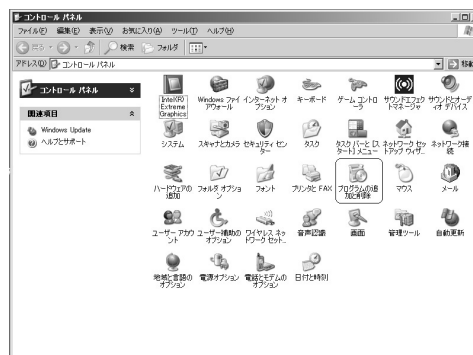 コントロール パネル
ファイル(F) 編集(E) 表示(V) お気に入り(A) ツール(T) ヘルプ(H)
戻る 検索 フォルダ
アドレス(D) コントロール パネル 移動
コントロール パネル
関連項目
Windows Update
ヘルプとサポート
Intel(R) Extreme Graphics
Windows ファイアウォール
インターネット オプション
キーボード
ゲーム コントローラ
サウンドエフェクトマネージャ
サウンドとオーディオ デバイス
システム
スキャナとカメラ
セキュリティ センター
タスク
タスク バーと [スタート] メニュー
ネットワーク セットアップ ウィザ...
ネットワーク接続
ハードウェアの追加
フォルダ オプション
フォント
プリンタと FAX
プログラムの追加と削除
マウス
メール
ユーザー アカウント
ユーザー補助のオプション
ワイヤレス ネットワーク セット...
音声認識
画面
管理ツール
自動更新
地域と言語のオプション
電源オプション
電話とモデムのオプション
日付と時刻